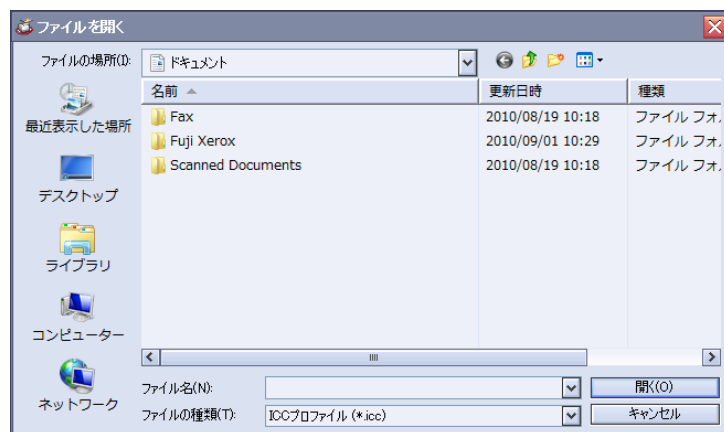 ファイルを開く
ファイルの場所(I):
ドキュメント
最近表示した場所
デスクトップ
ライブラリ
コンピューター
ネットワーク
名前 更新日時 種類
Fax 2010/08/19 10:18 ファイル フォ
Fuji Xerox 2010/09/01 10:29 ファイル フォ
Scanned Documents 2010/08/19 10:18 ファイル フォ
ファイル名(N): 開く(O)
ファイルの種類(T): ICCプロファイル (*.icc) キャンセル